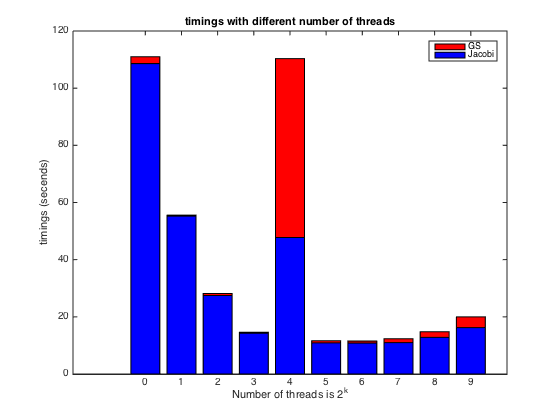 timings with different number of threads
GS
Jacobi
120
100
80
60
40
20
0
timings (secends)
0 1 2 3 4 5 6 7 8 9
Number of threads is 2^k